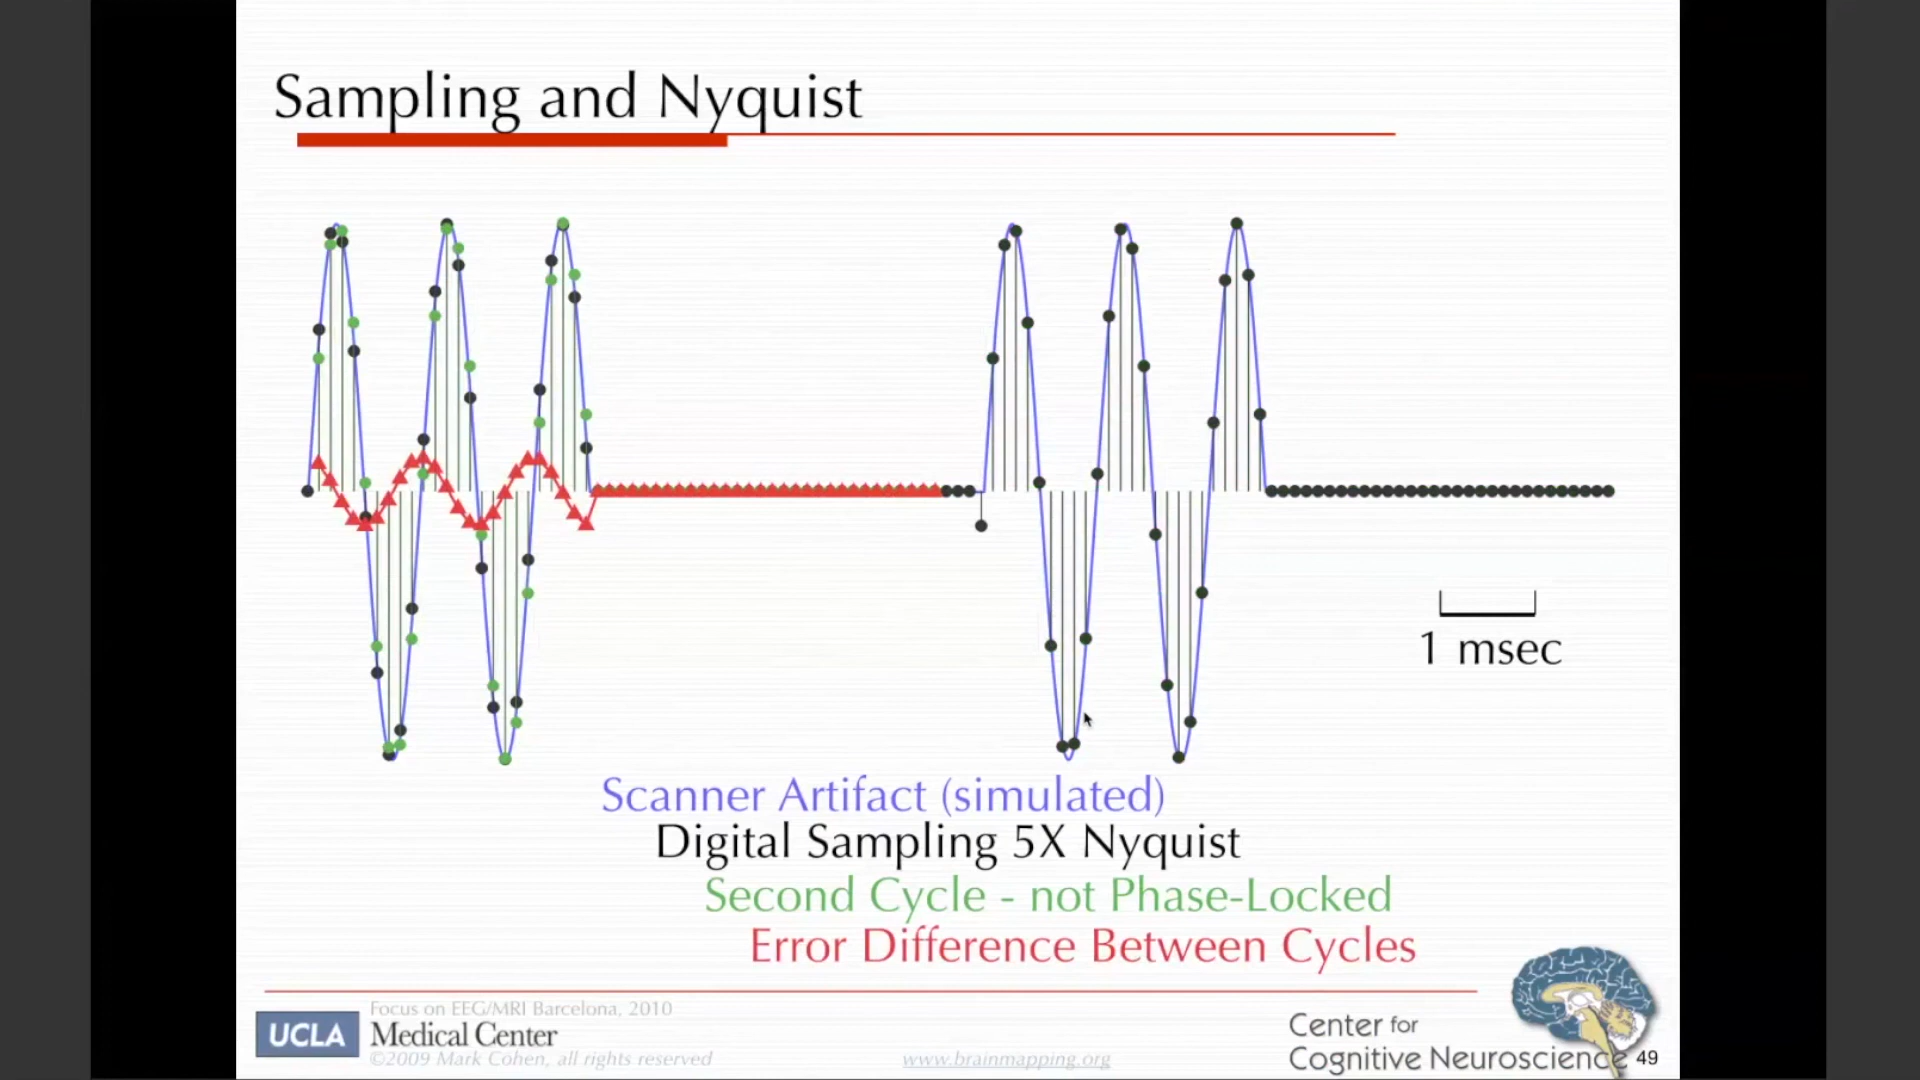 Sampling and Nyquist
1 msec
Scanner Artifact (simulated)
Digital Sampling 5X Nyquist
Second Cycle - not Phase-Locked
Error Difference Between Cycles
Focus on EEG/MRI Barcelona, 2010
UCLA Medical Center
©2009 Mark Cohen, all rights reserved
www.brainmapping.org
Center for
Cognitive Neuroscience
49